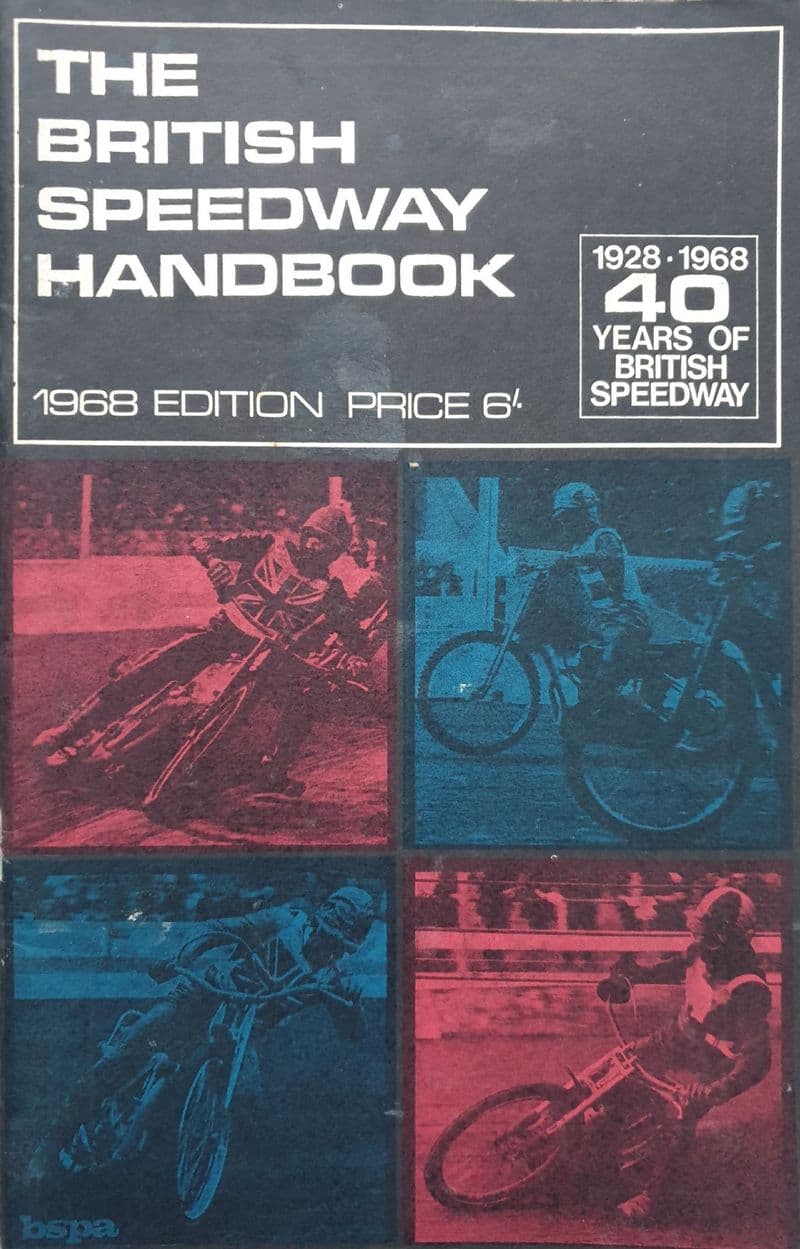 THE
BRITISH
SPEEDWAY
HANDBOOK
1928·1968
40
YEARS OF
BRITISH
SPEEDWAY
1968 EDITION PRICE 6/-
bspa